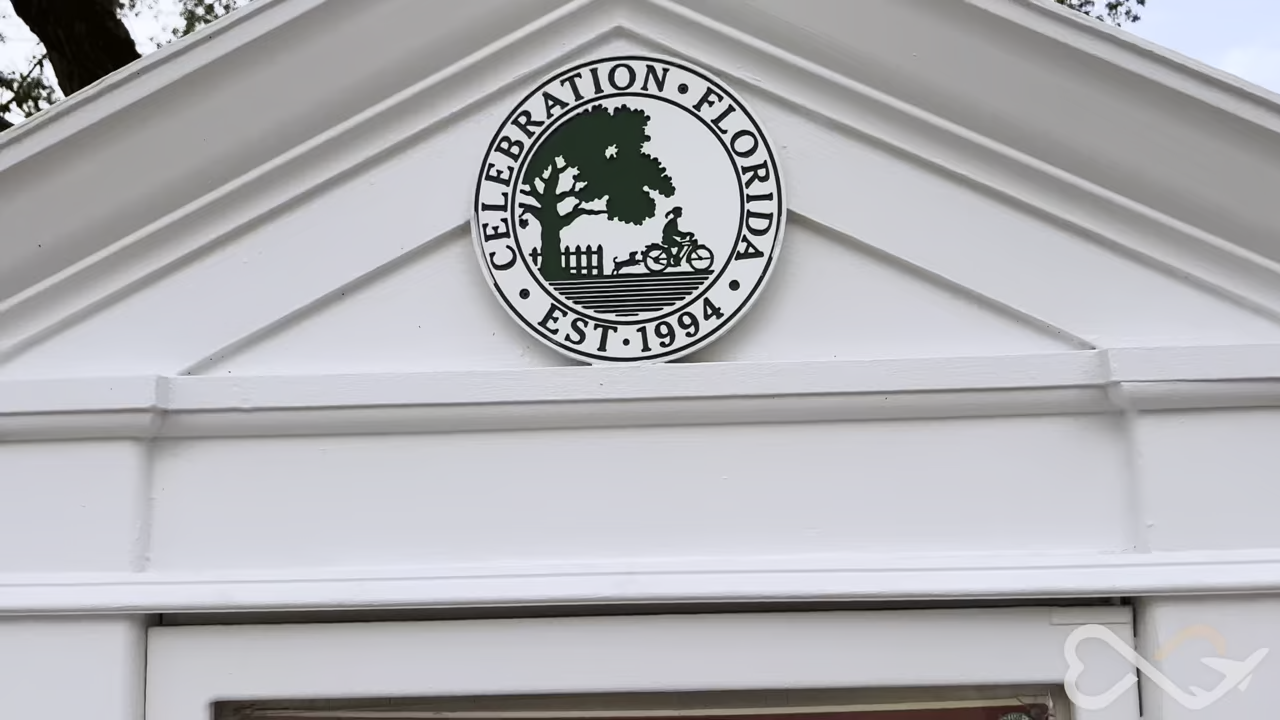 CELEBRATION • FLORIDA
• EST • 1994 •